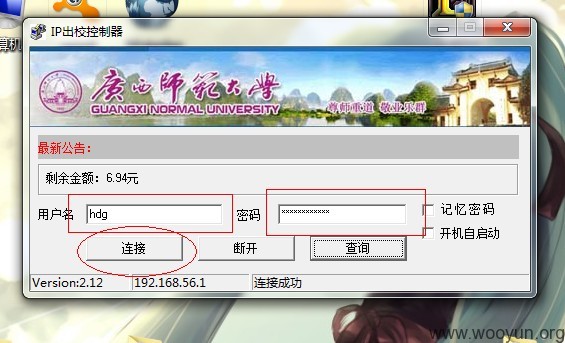 算机
IP出校控制器
廣西師範大學
GUANGXI NORMAL UNIVERSITY
尊师重道 敬业乐群
最新公告：
剩余金额：6.94元
用户名 hdg 密码 ************ 记忆密码
开机自启动
连接 断开 查询
Version:2.12 192.168.56.1 连接成功
www.wooyun.org